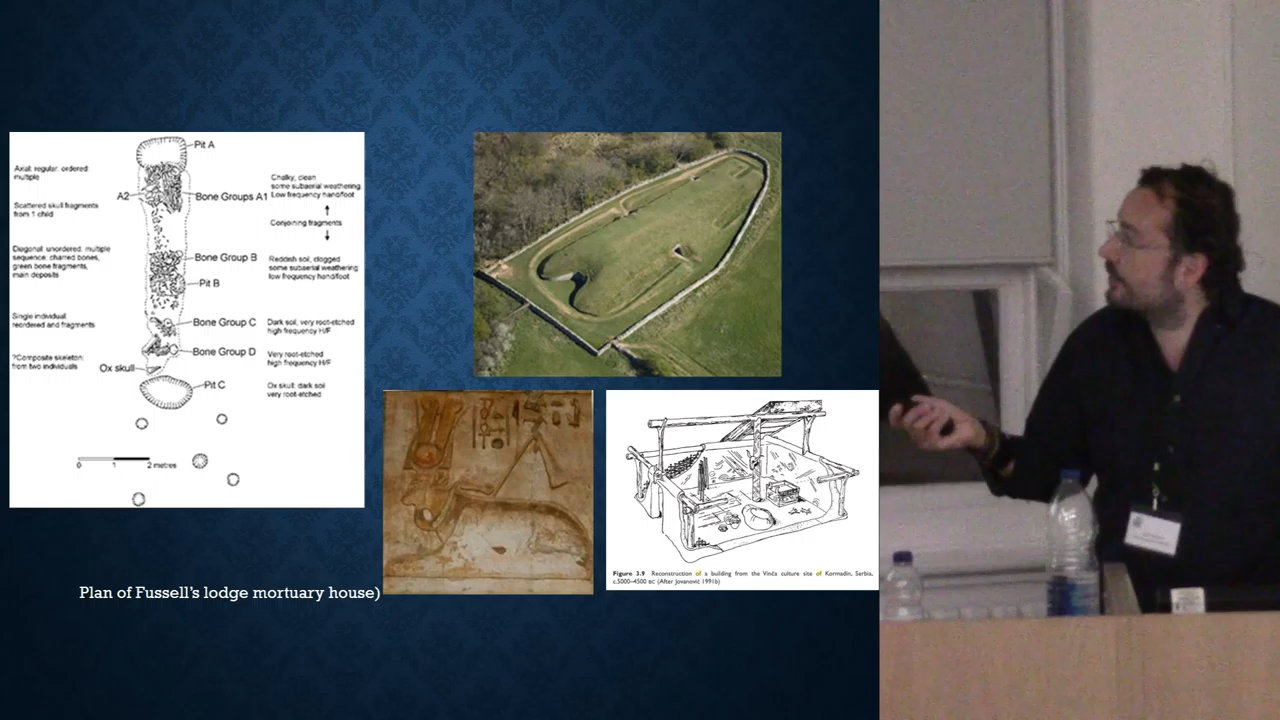 Pit A
Axial: regular: ordered
multiple
A2
Bone Groups A1
Chalky, clean
some subaerial weathering
Low frequency hand/foot
Scattered skull fragments
from 1 child
Conjoining fragments
Diagonal: unordered: multiple
sequence: charred bones,
green bone fragments,
main deposits
Bone Group B
Reddish soil, clogged
some subaerial weathering
low frequency hand/foot
Pit B
Single individual:
reordered and fragments
Bone Group C
Dark soil, very root-etched
high frequency H/F
?Composite skeleton:
from two individuals
Bone Group D
Very root-etched
high frequency H/F
Ox skull
Pit C
Ox skull: dark soil
very root-etched
0 1 2 metres
Figure 3.9 Reconstruction of a building from the Vinča culture site of Kormadin, Serbia,
c.5000–4500 BC (After Jovanović 1991b)
Plan of Fussell’s lodge mortuary house)